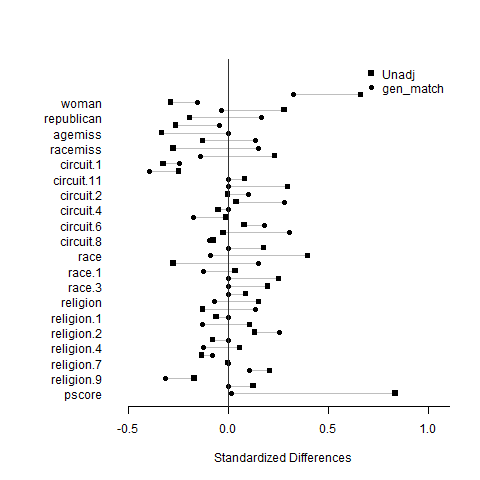 Unadj
gen_match
woman
republican
agemiss
racemiss
circuit.1
circuit.11
circuit.2
circuit.4
circuit.6
circuit.8
race
race.1
race.3
religion
religion.1
religion.2
religion.4
religion.7
religion.9
pscore
-0.5 0.0 0.5 1.0
Standardized Differences